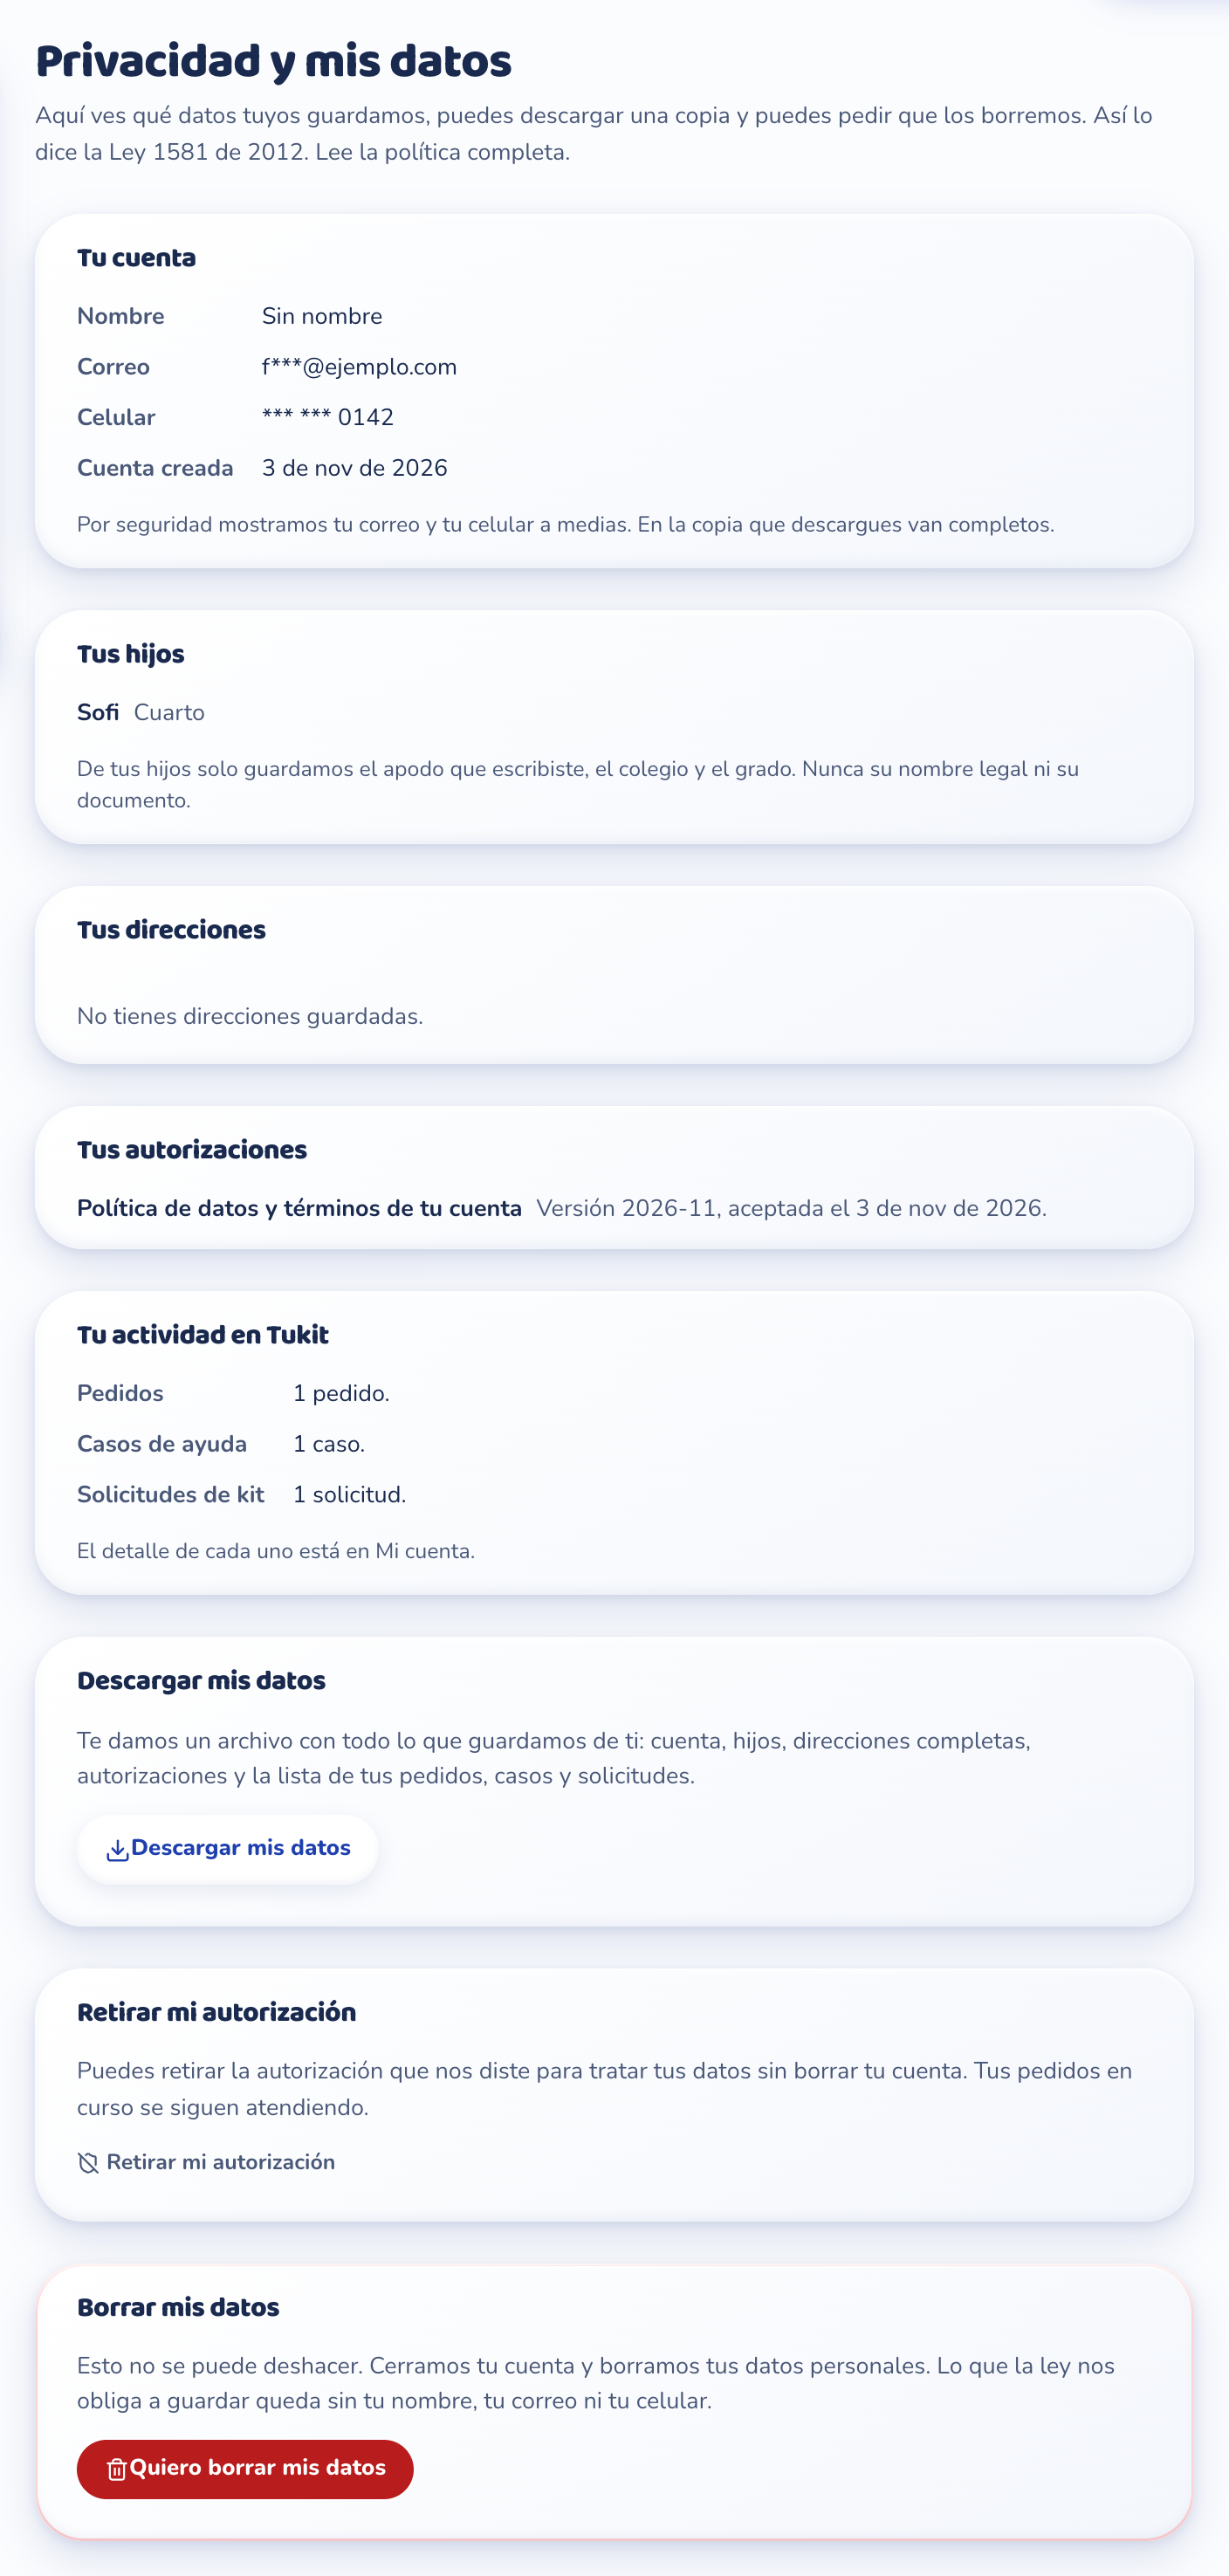 Privacidad y mis datos
Aquí ves qué datos tuyos guardamos, puedes descargar una copia y puedes pedir que los borremos. Así lo
dice la Ley 1581 de 2012. Lee la política completa.
Tu cuenta
Nombre Sin nombre
Correo f***@ejemplo.com
Celular *** *** 0142
Cuenta creada 3 de nov de 2026
Por seguridad mostramos tu correo y tu celular a medias. En la copia que descargues van completos.
Tus hijos
Sofi Cuarto
De tus hijos solo guardamos el apodo que escribiste, el colegio y el grado. Nunca su nombre legal ni su
documento.
Tus direcciones
No tienes direcciones guardadas.
Tus autorizaciones
Política de datos y términos de tu cuenta Versión 2026-11, aceptada el 3 de nov de 2026.
Tu actividad en Tukit
Pedidos 1 pedido.
Casos de ayuda 1 caso.
Solicitudes de kit 1 solicitud.
El detalle de cada uno está en Mi cuenta.
Descargar mis datos
Te damos un archivo con todo lo que guardamos de ti: cuenta, hijos, direcciones completas,
autorizaciones y la lista de tus pedidos, casos y solicitudes.
Descargar mis datos
Retirar mi autorización
Puedes retirar la autorización que nos diste para tratar tus datos sin borrar tu cuenta. Tus pedidos en
curso se siguen atendiendo.
Retirar mi autorización
Borrar mis datos
Esto no se puede deshacer. Cerramos tu cuenta y borramos tus datos personales. Lo que la ley nos
obliga a guardar queda sin tu nombre, tu correo ni tu celular.
Quiero borrar mis datos